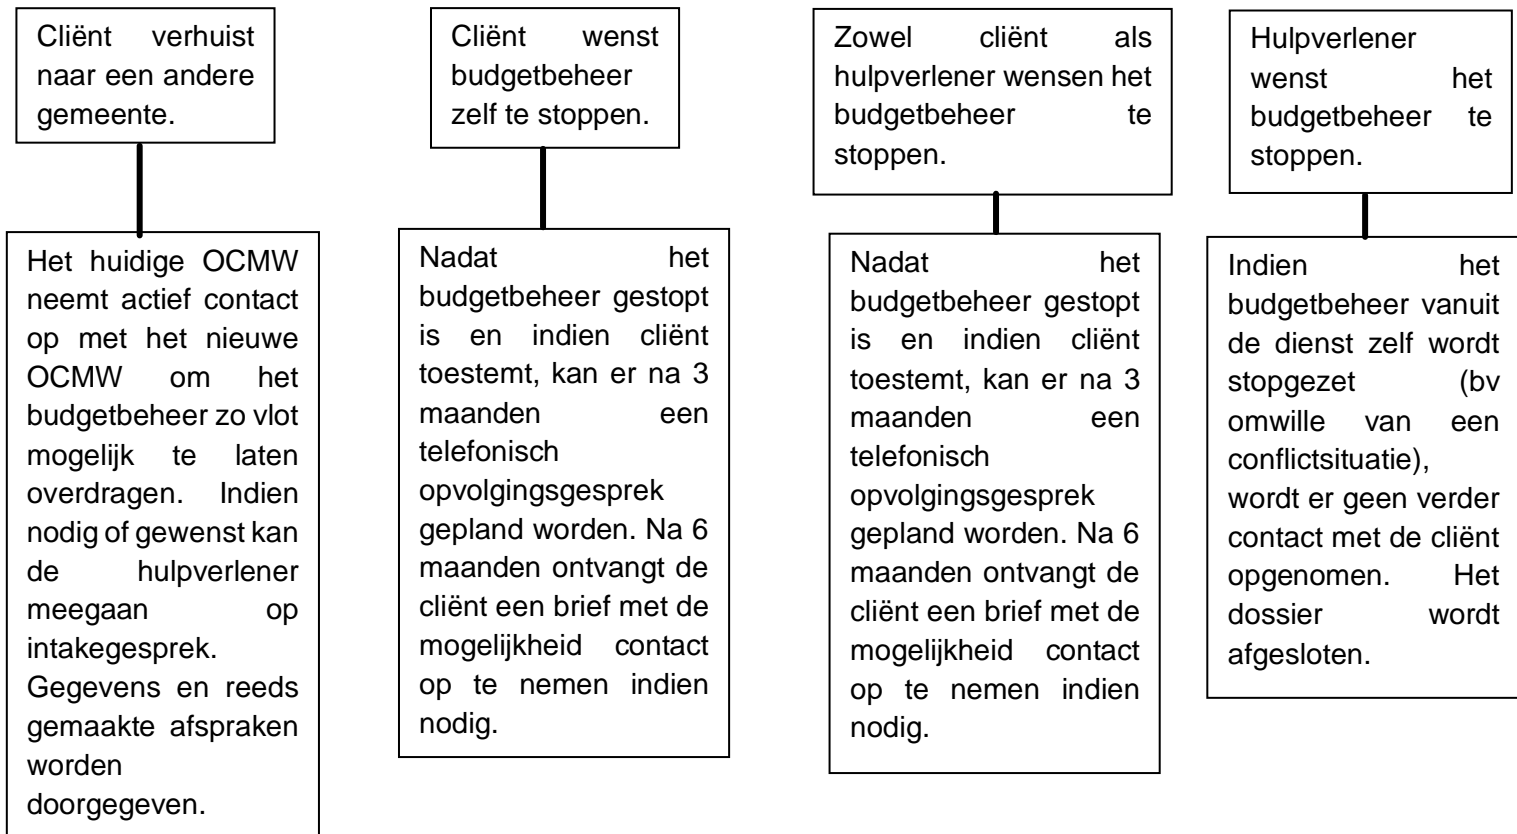 Cliënt verhuist
naar een andere
gemeente.
Het huidige OCMW
neemt actief contact
op met het nieuwe
OCMW om het
budgetbeheer zo vlot
mogelijk te laten
overdragen. Indien
nodig of gewenst kan
de hulpverlener
meegaan op
intakegesprek.
Gegevens en reeds
gemaakte afspraken
worden
doorgegeven.
Cliënt wenst
budgetbeheer
zelf te stoppen.
Nadat het
budgetbeheer gestopt
is en indien cliënt
toestemt, kan er na 3
maanden een
telefonisch
opvolgingsgesprek
gepland worden. Na 6
maanden ontvangt de
cliënt een brief met de
mogelijkheid contact
op te nemen indien
nodig.
Zowel cliënt als
hulpverlener wensen het
budgetbeheer te
stoppen.
Nadat het
budgetbeheer gestopt
is en indien cliënt
toestemt, kan er na 3
maanden een
telefonisch
opvolgingsgesprek
gepland worden. Na 6
maanden ontvangt de
cliënt een brief met de
mogelijkheid contact
op te nemen indien
nodig.
Hulpverlener
wenst het
budgetbeheer te
stoppen.
Indien het
budgetbeheer vanuit
de dienst zelf wordt
stopgezet (bv
omwille van een
conflictsituatie),
wordt er geen verder
contact met de cliënt
opgenomen. Het
dossier wordt
afgesloten.